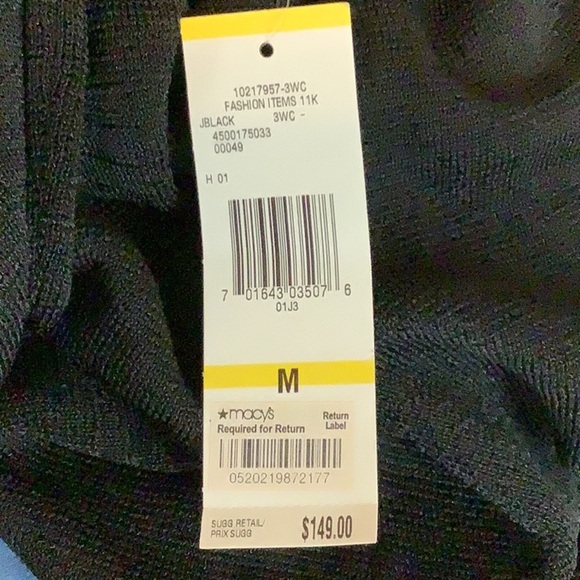 10217957-3WC
FASHION ITEMS 11K
JBLACK 3WC -
4500175033
00049
H 01
7 01643 03507 6
01J3
M
★macy's Return
Required for Return Label
0520219872177
SUGG RETAIL/
PRIX SUGG $149.00